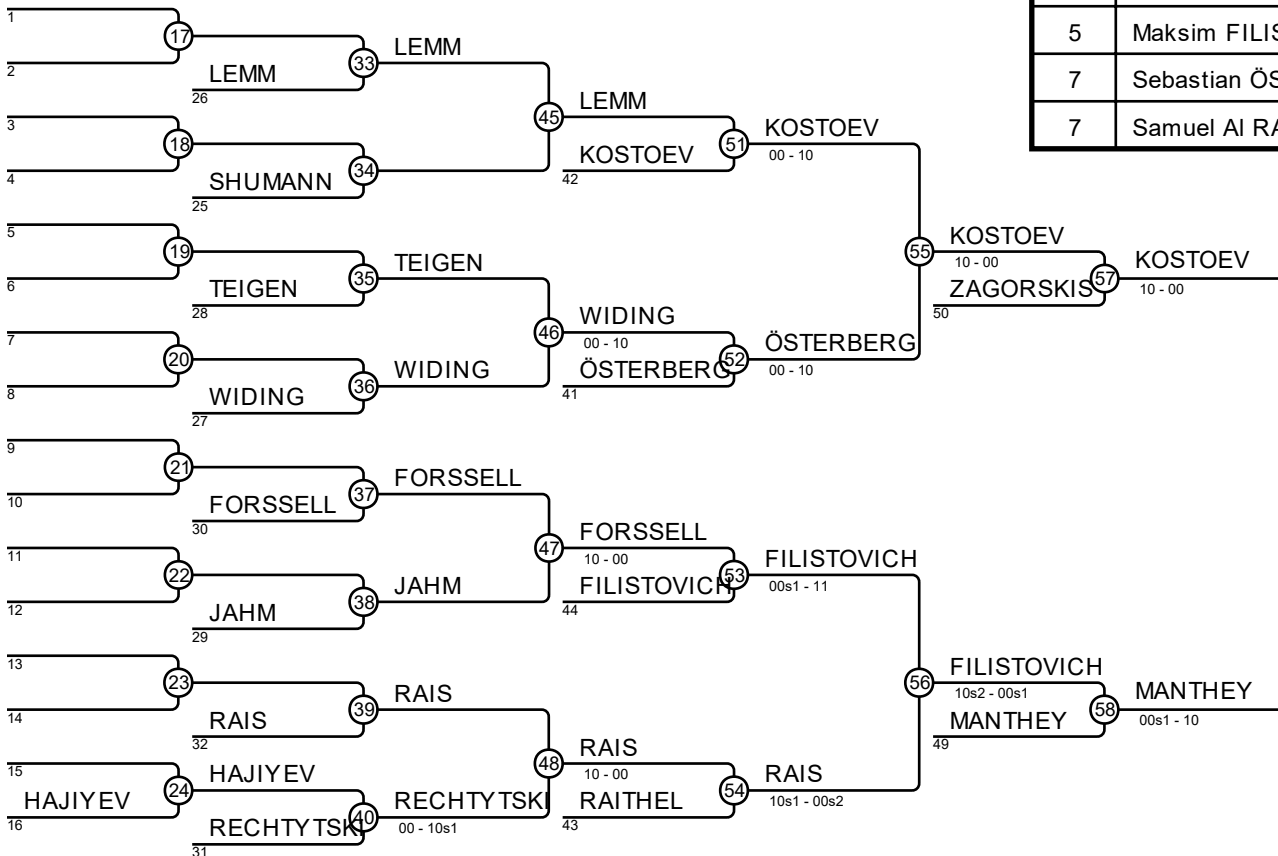 1
17
2
LEMM
26
33
LEMM
3
18
4
SHUMANN
25
34
45
LEMM
KOSTOEV
42
51
KOSTOEV
00 - 10
5
19
6
TEIGEN
28
35
TEIGEN
7
20
8
WIDING
27
36
WIDING
46
WIDING
00 - 10
ÖSTERBERG
41
52
ÖSTERBERG
00 - 10
55
KOSTOEV
10 - 00
ZAGORSKIS
50
57
KOSTOEV
10 - 00
9
21
10
FORSSELL
30
37
FORSSELL
11
22
12
JAHM
29
38
JAHM
47
FORSSELL
10 - 00
FILISTOVICH
44
53
FILISTOVICH
00s1 - 11
13
23
14
RAIS
32
39
RAIS
15
HAJIYEV
16
24
HAJIYEV
RECHTYTSKI
31
40
RECHTYTSKI
00 - 10s1
48
RAIS
10 - 00
RAITHEL
43
54
RAIS
10s1 - 00s2
56
FILISTOVICH
10s2 - 00s1
MANTHEY
49
58
MANTHEY
00s1 - 10
5 Maksim FILIS
7 Sebastian ÖS
7 Samuel Al RA